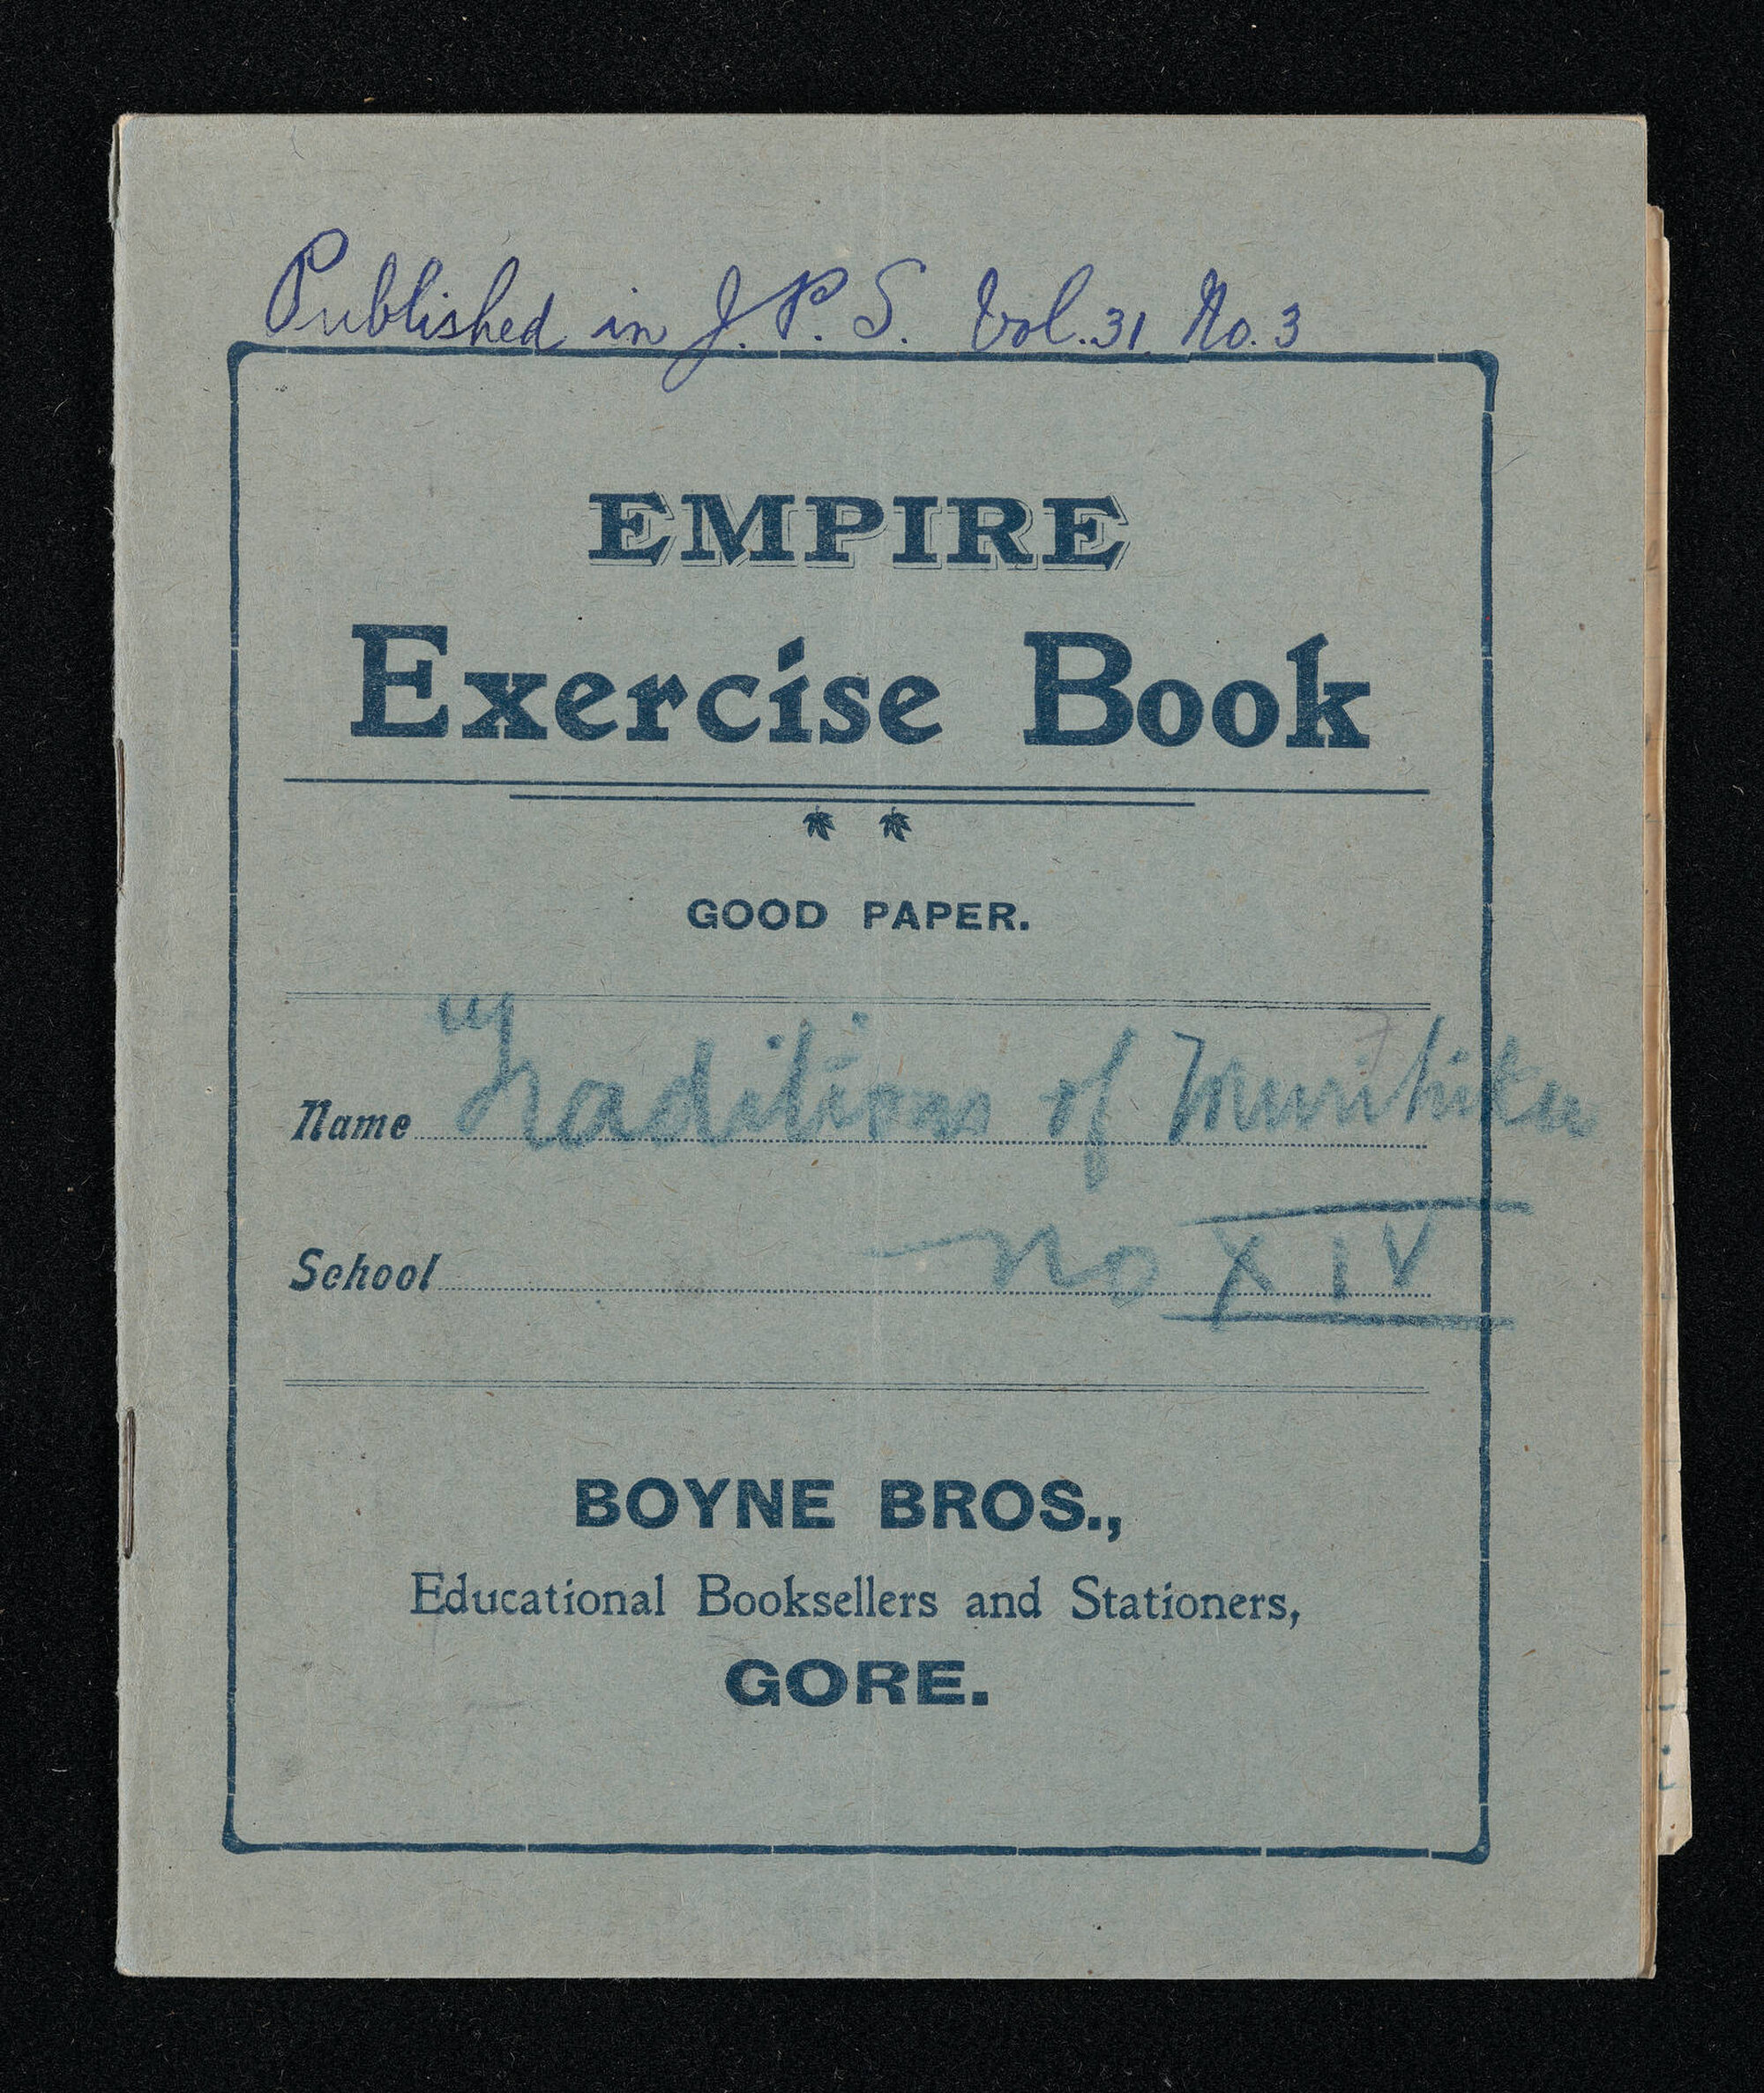 Published in J. P. S. Vol. 31. No. 3
EMPIRE
Exercise Book
GOOD PAPER.
Name Traditions of Murihiku
School No XIV
BOYNE BROS.,
Educational Booksellers and Stationers,
GORE.